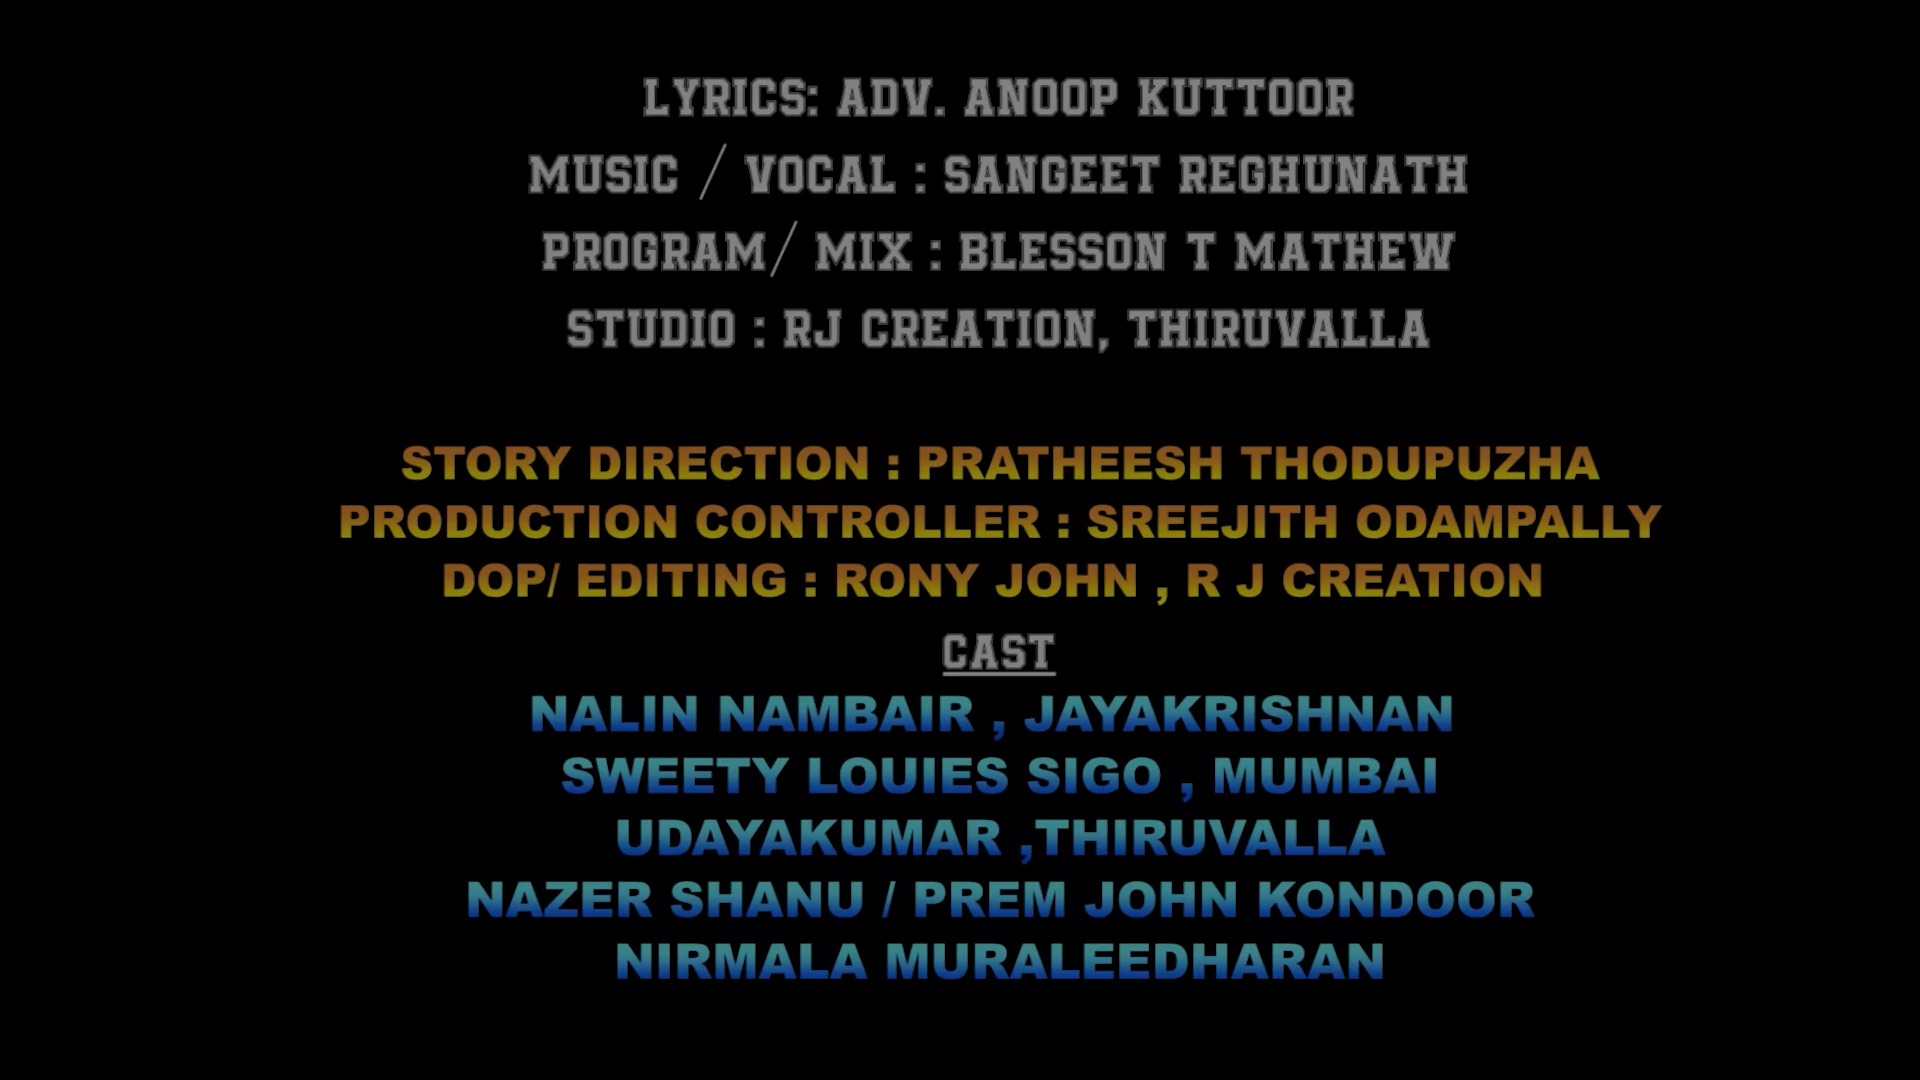 LYRICS: ADV. ANOOP KUTTOOR
MUSIC / VOCAL : SANGEET REGHUNATH
PROGRAM/ MIX : BLESSON T MATHEW
STUDIO : RJ CREATION, THIRUVALLA
STORY DIRECTION : PRATHEESH THODUPUZHA
PRODUCTION CONTROLLER : SREEJITH ODAMPALLY
DOP/ EDITING : RONY JOHN , R J CREATION
CAST
NALIN NAMBAIR , JAYAKRISHNAN
SWEETY LOUIES SIGO , MUMBAI
UDAYAKUMAR ,THIRUVALLA
NAZER SHANU / PREM JOHN KONDOOR
NIRMALA MURALEEDHARAN